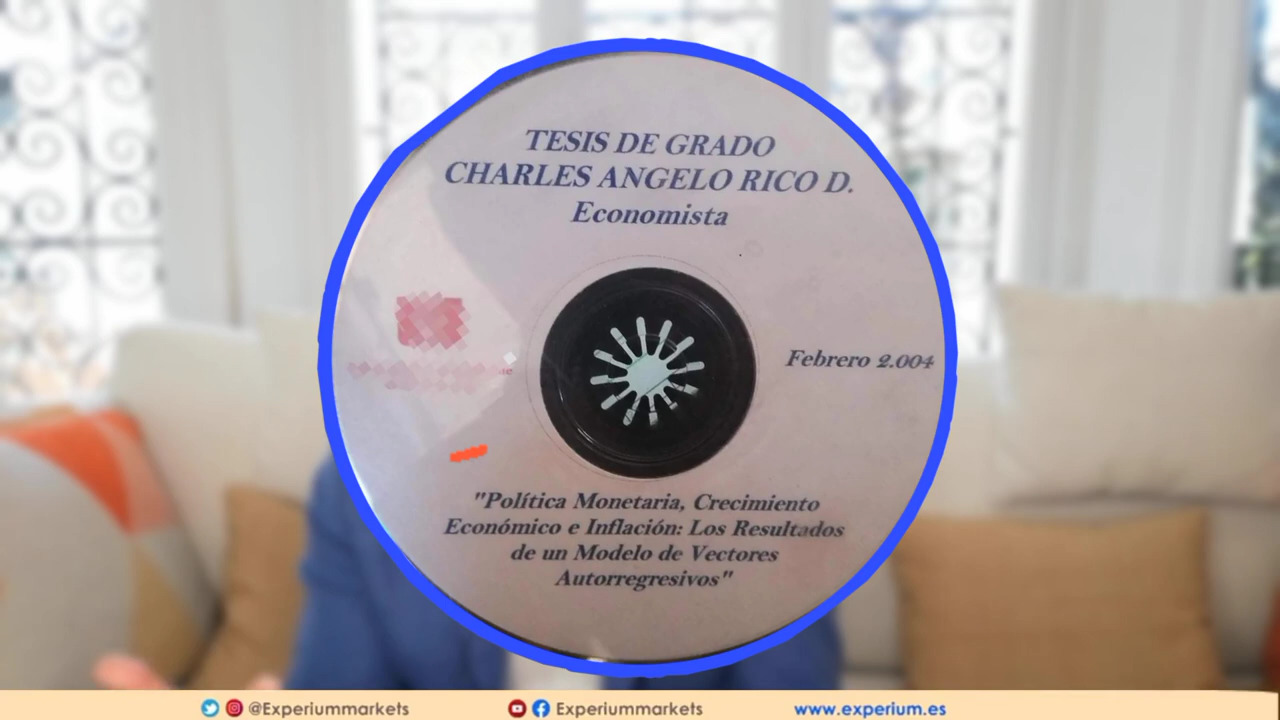 TESIS DE GRADO
CHARLES ANGELO RICO D.
Economista
Febrero 2.004
"Política Monetaria, Crecimiento
Económico e Inflación: Los Resultados
de un Modelo de Vectores
Autorregresivos"
@Experiummarkets
Experiummarkets
www.experium.es